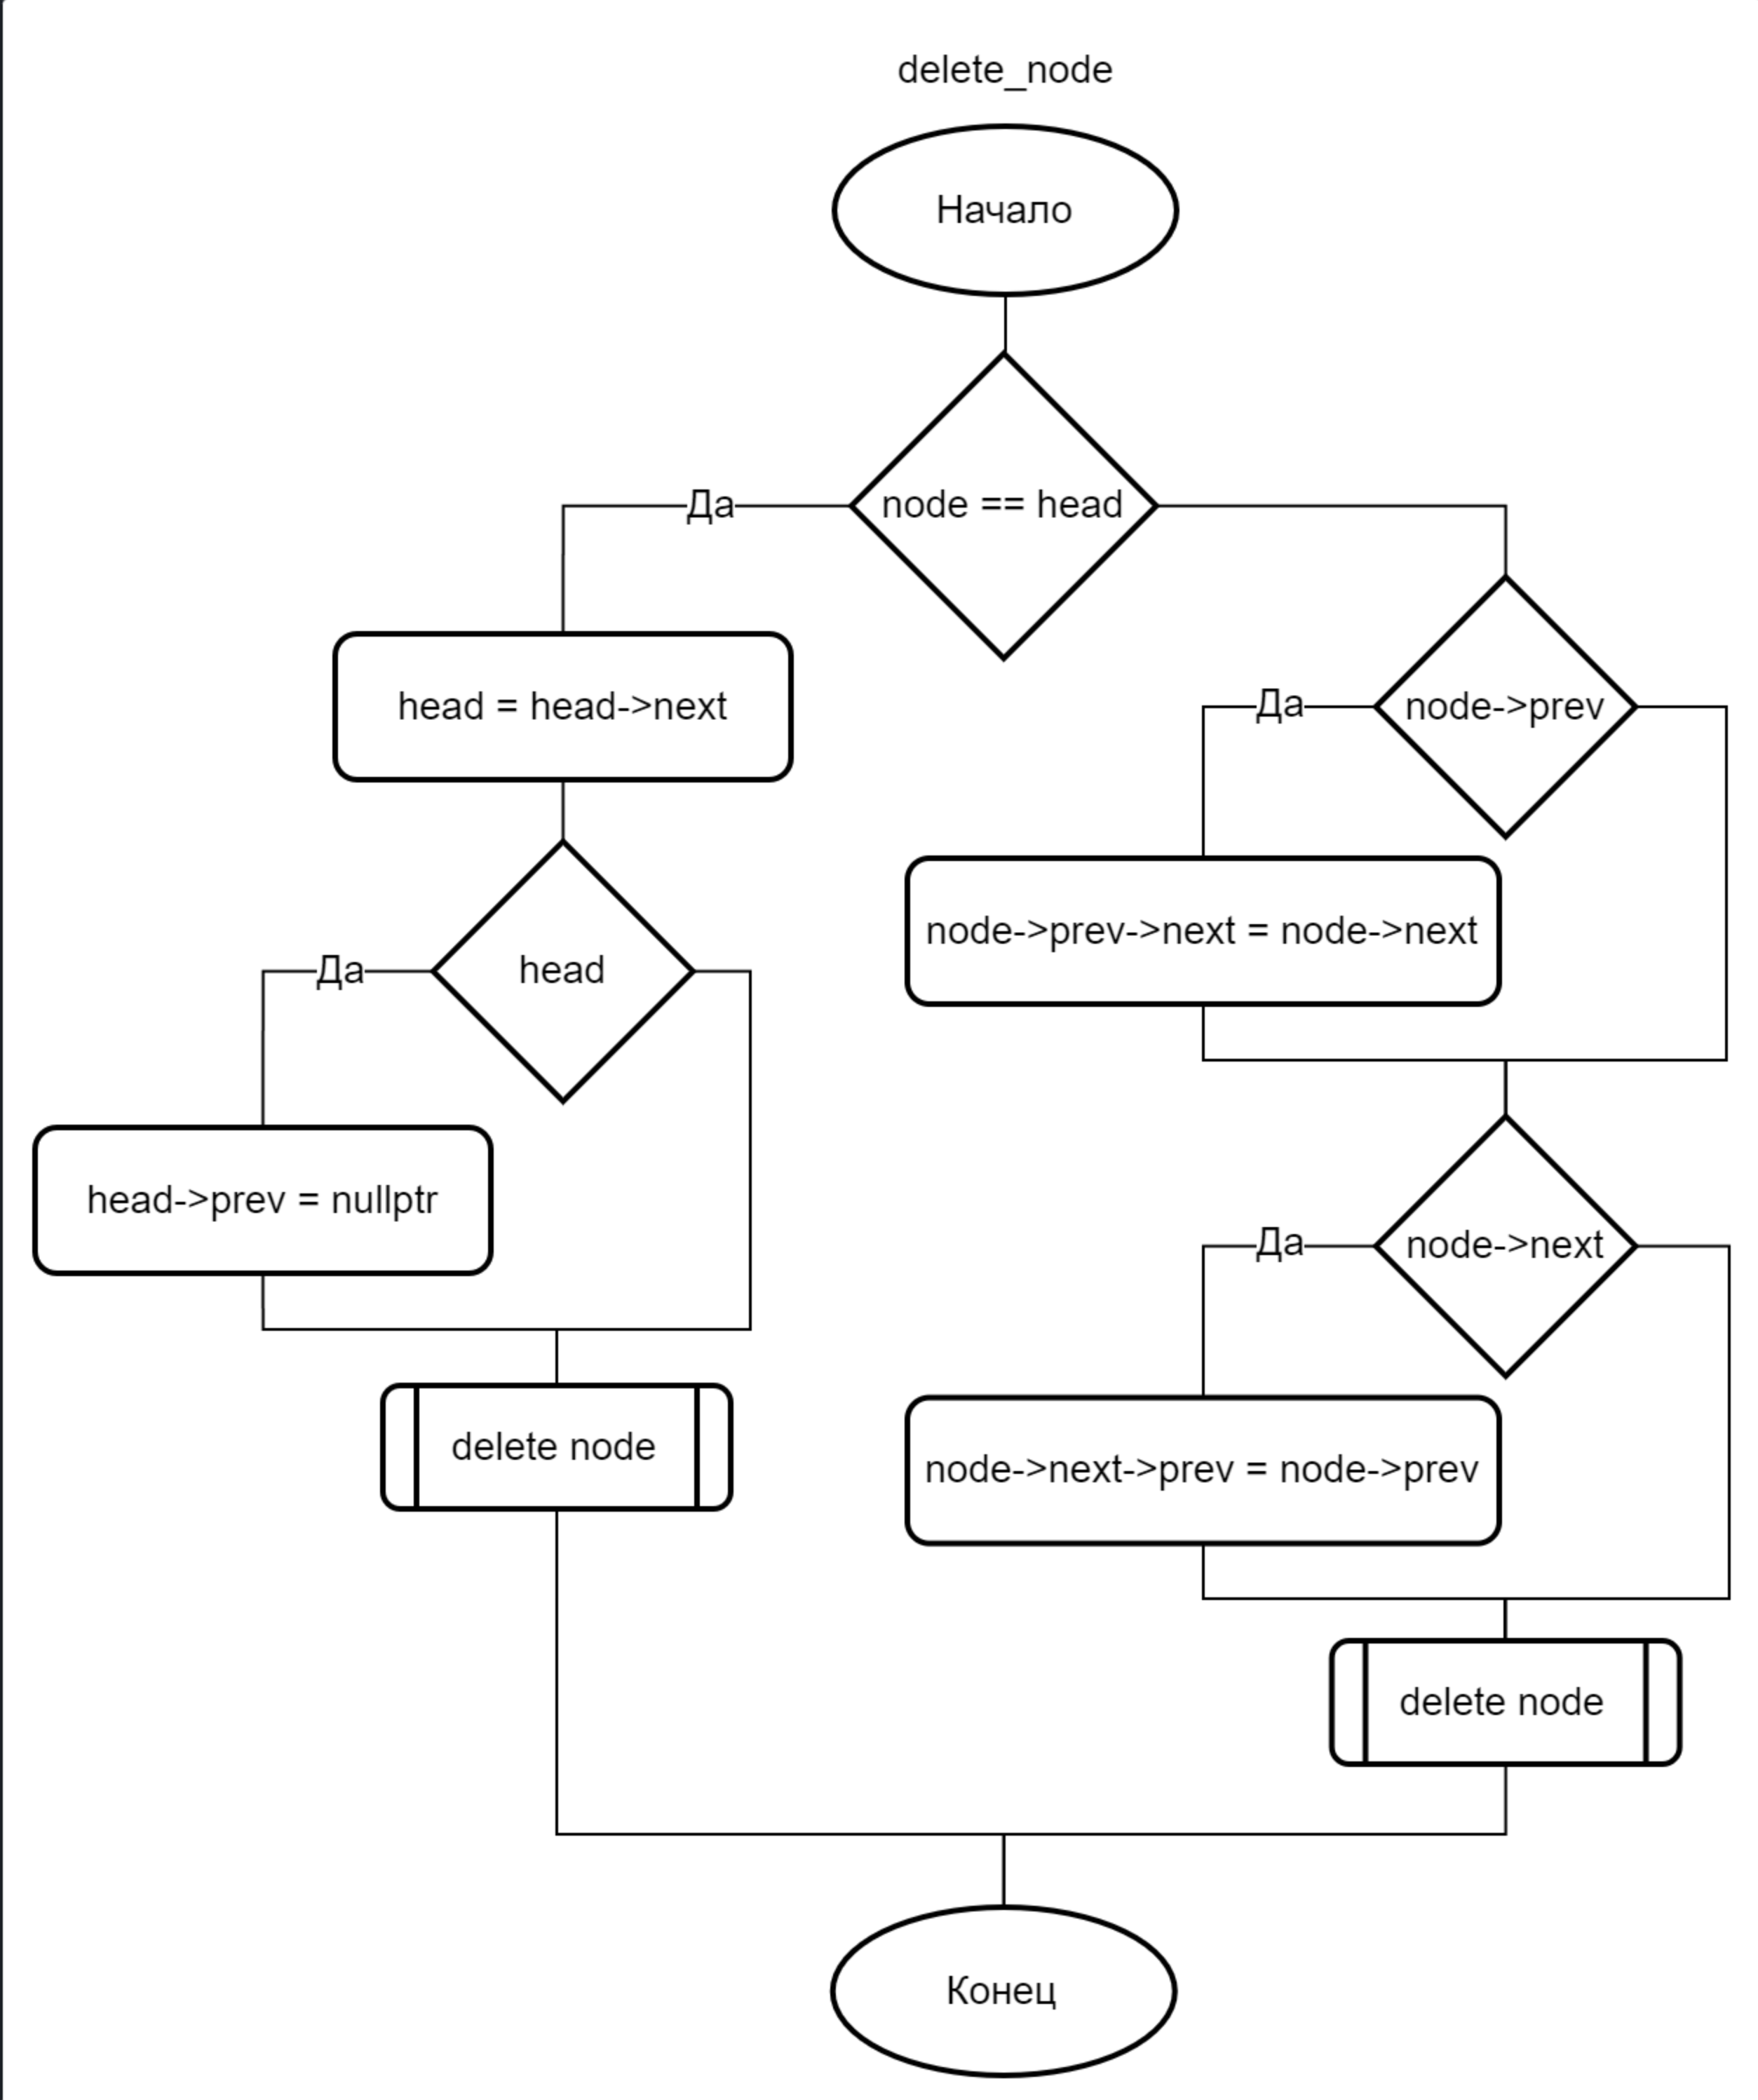 delete_node
Начало
node == head
Да
head = head->next
node->prev
Да
node->prev->next = node->next
head
Да
head->prev = nullptr
node->next
Да
node->next->prev = node->prev
delete node
delete node
Конец